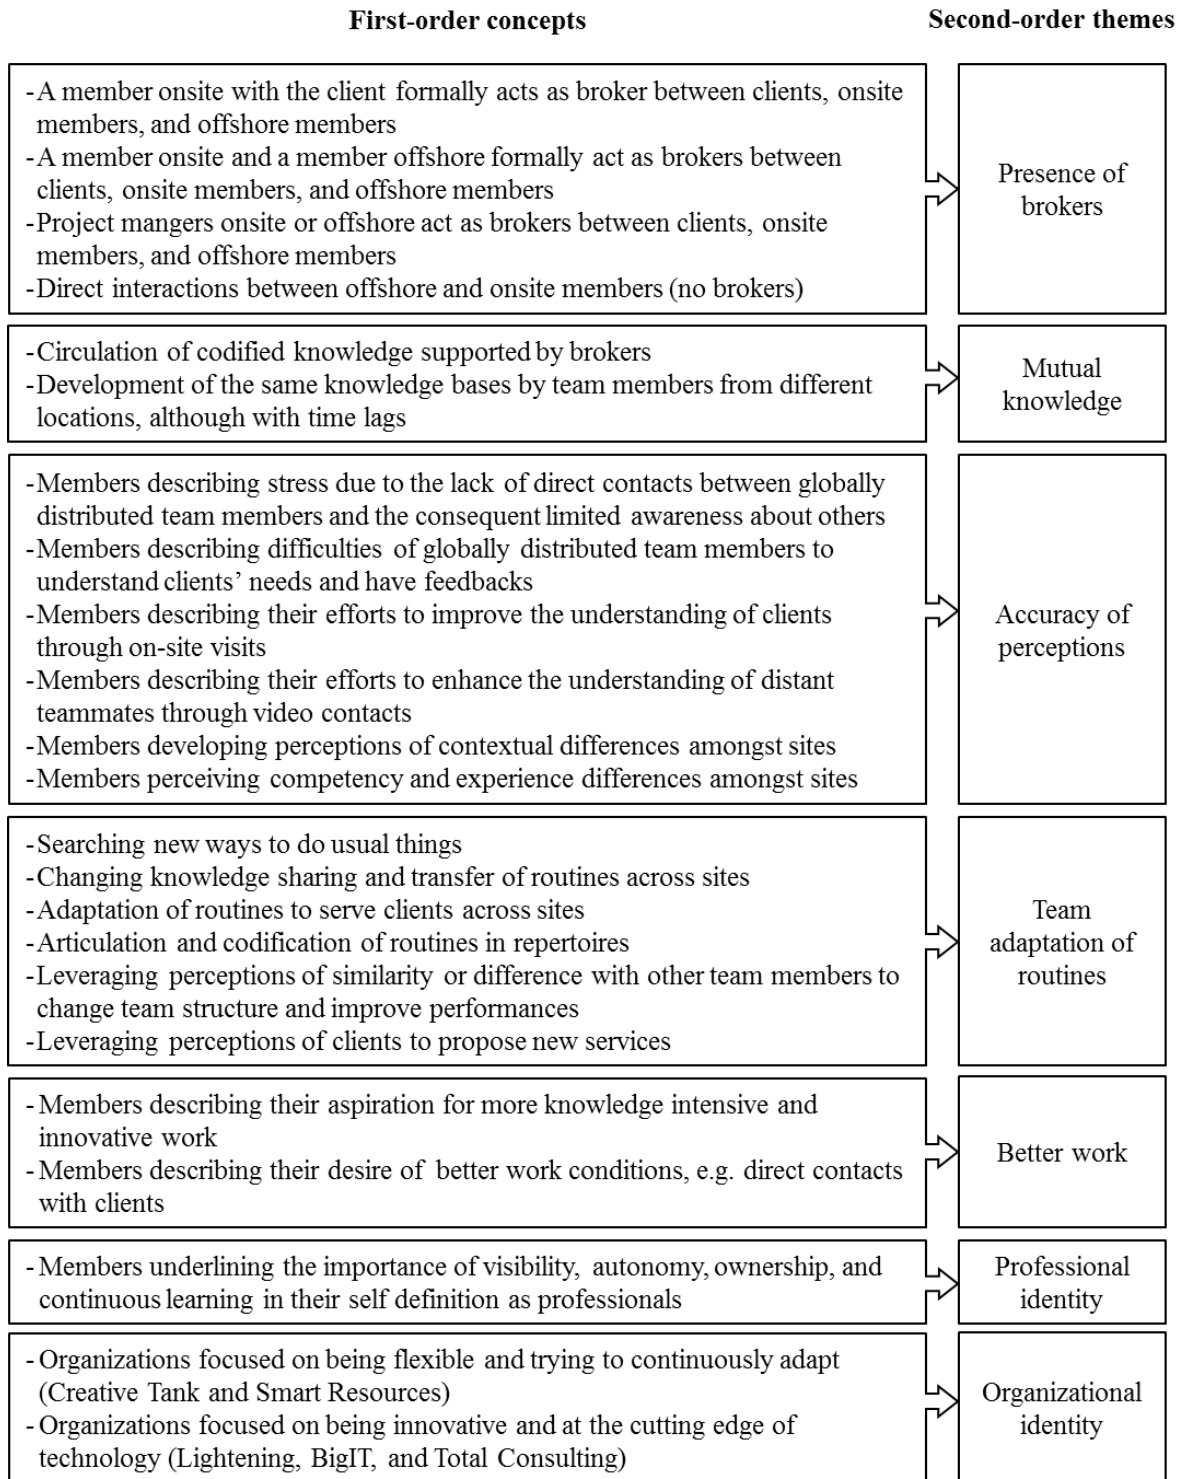 First-order concepts
Second-order themes
-A member onsite with the client formally acts as broker between clients, onsite
members, and offshore members
-A member onsite and a member offshore formally act as brokers between
clients, onsite members, and offshore members
-Project mangers onsite or offshore act as brokers between clients, onsite
members, and offshore members
-Direct interactions between offshore and onsite members (no brokers)
Presence of
brokers
-Circulation of codified knowledge supported by brokers
-Development of the same knowledge bases by team members from different
locations, although with time lags
Mutual
knowledge
-Members describing stress due to the lack of direct contacts between globally
distributed team members and the consequent limited awareness about others
-Members describing difficulties of globally distributed team members to
understand clients' needs and have feedbacks
-Members describing their efforts to improve the understanding of clients
through on-site visits
-Members describing their efforts to enhance the understanding of distant
teammates through video contacts
-Members developing perceptions of contextual differences amongst sites
-Members perceiving competency and experience differences amongst sites
Accuracy of
perceptions
-Searching new ways to do usual things
-Changing knowledge sharing and transfer of routines across sites
-Adaptation of routines to serve clients across sites
-Articulation and codification of routines in repertoires
-Leveraging perceptions of similarity or difference with other team members to
change team structure and improve performances
-Leveraging perceptions of clients to propose new services
Team
adaptation of
routines
-Members describing their aspiration for more knowledge intensive and
innovative work
-Members describing their desire of better work conditions, e.g. direct contacts
with clients
Better work
-Members underlining the importance of visibility, autonomy, ownership, and
continuous learning in their self definition as professionals
Professional
identity
-Organizations focused on being flexible and trying to continuously adapt
(Creative Tank and Smart Resources)
-Organizations focused on being innovative and at the cutting edge of
technology (Lightening, BigIT, and Total Consulting)
Organizational
identity